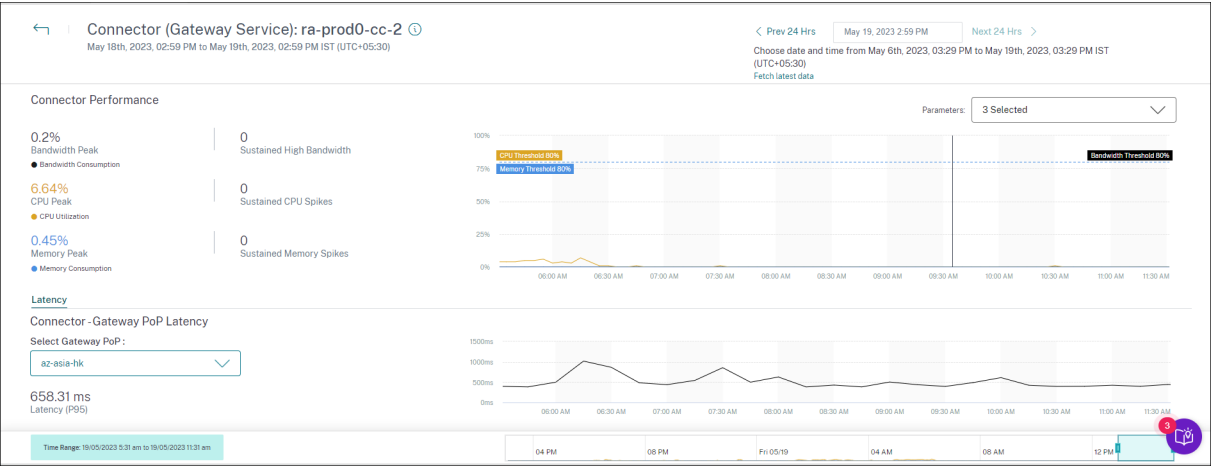 Connector (Gateway Service): ra-prod0-cc-2
May 18th, 2023, 02:59 PM to May 19th, 2023, 02:59 PM IST (UTC+05:30)
Prev 24 Hrs
May 19, 2023 2:59 PM
Next 24 Hrs
Choose date and time from May 6th, 2023, 03:29 PM to May 19th, 2023, 03:29 PM IST
(UTC+05:30)
Fetch latest data
Connector Performance
Parameters:
3 Selected
0.2%
Bandwidth Peak
Bandwidth Consumption
0
Sustained High Bandwidth
6.64%
CPU Peak
CPU Utilization
0
Sustained CPU Spikes
0.45%
Memory Peak
Memory Consumption
0
Sustained Memory Spikes
100%
75%
50%
25%
0%
CPU Threshold 80%
Memory Threshold 80%
Bandwidth Threshold 80%
06:00 AM 06:30 AM 07:00 AM 07:30 AM 08:00 AM 08:30 AM 09:00 AM 09:30 AM 10:00 AM 10:30 AM 11:00 AM 11:30 AM
Latency
Connector - Gateway PoP Latency
Select Gateway PoP :
az-asia-hk
658.31 ms
Latency (P95)
1500ms
1000ms
500ms
0ms
06:00 AM 06:30 AM 07:00 AM 07:30 AM 08:00 AM 08:30 AM 09:00 AM 09:30 AM 10:00 AM 10:30 AM 11:00 AM 11:30 AM
3
Time Range: 19/05/2023 5:31 am to 19/05/2023 11:31 am
04 PM 08 PM Fri 05/19 04 AM 08 AM 12 PM